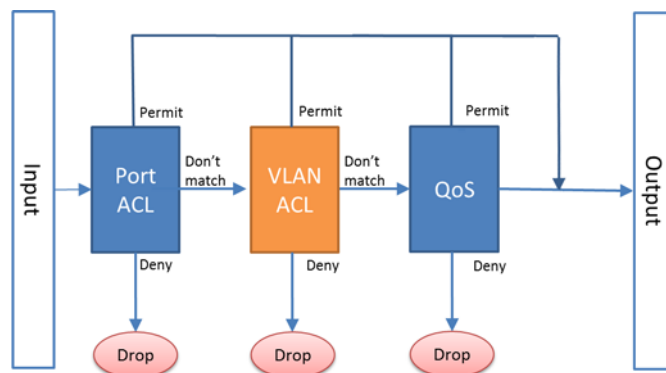 Input
Permit
Permit
Permit
Port
ACL
Don't
match
VLAN
ACL
Don't
match
QoS
Output
Deny
Deny
Deny
Drop
Drop
Drop